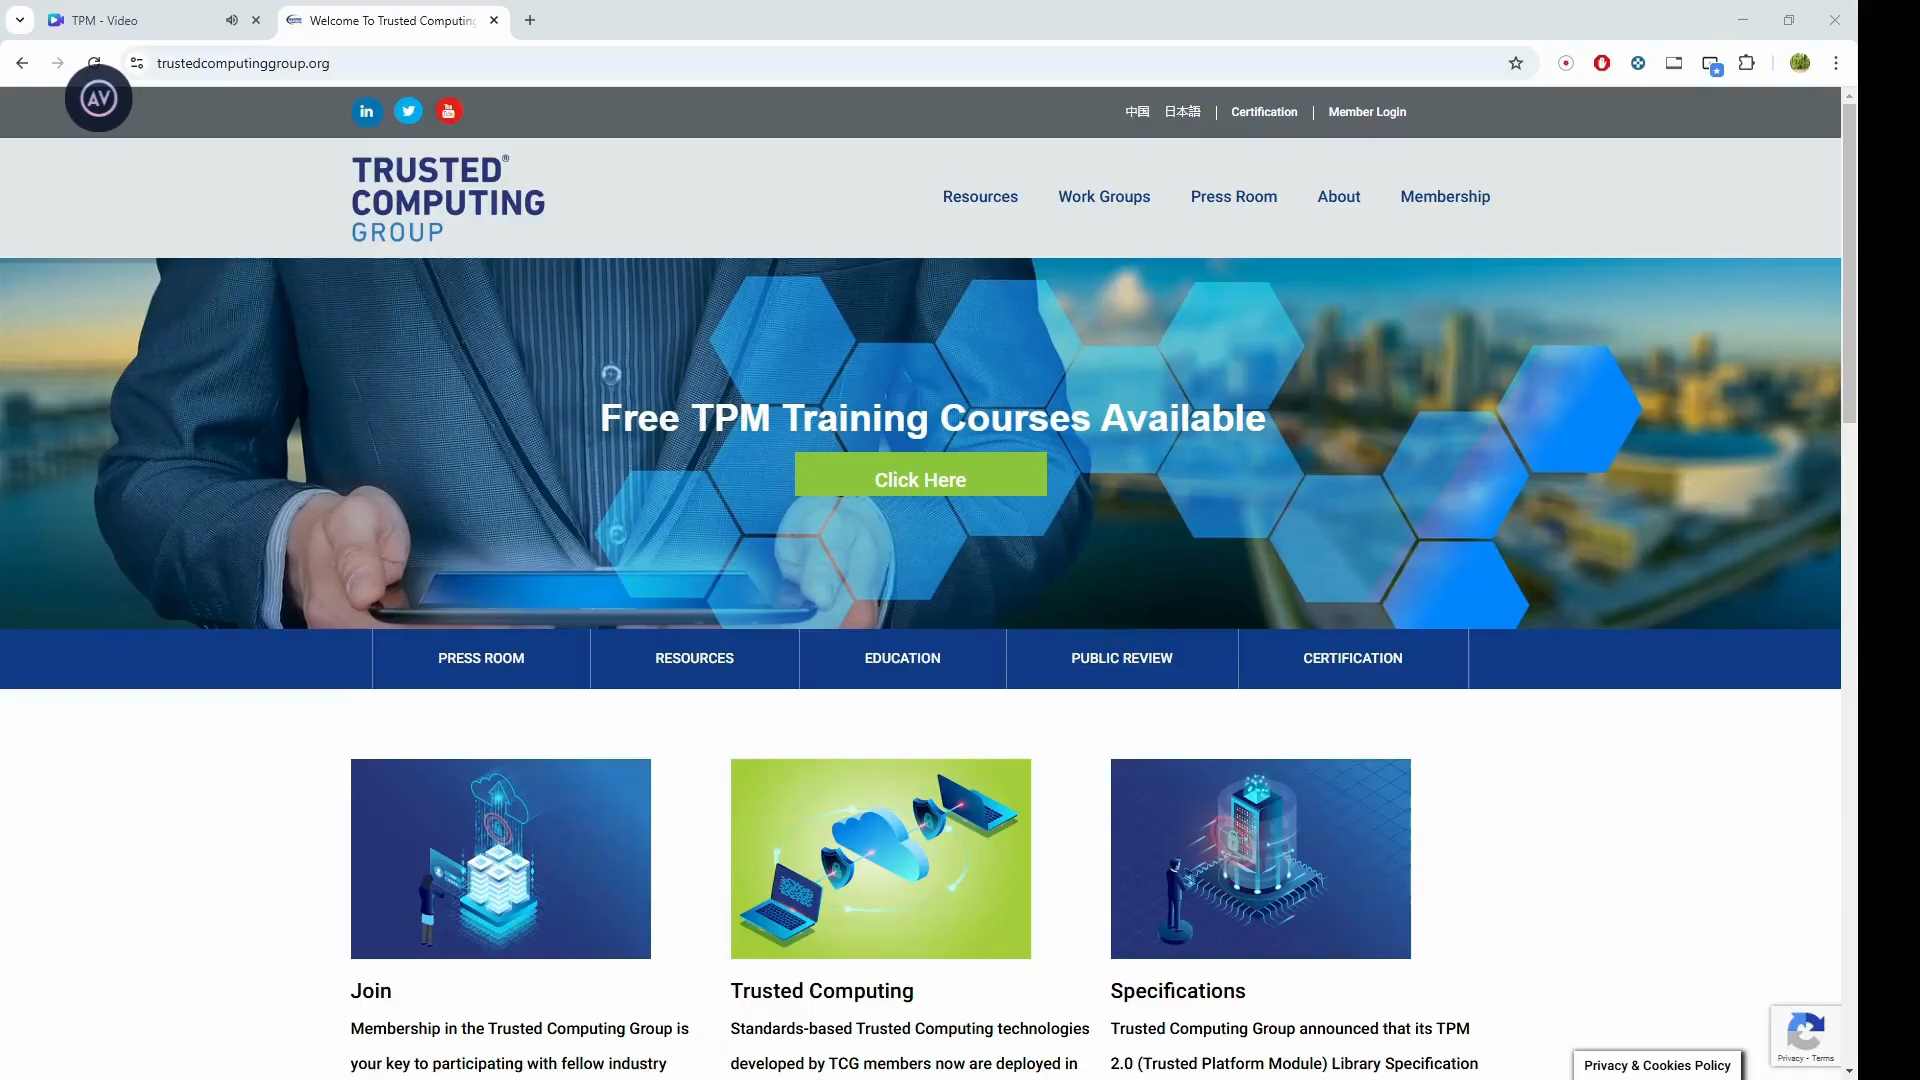 TPM - Video
Welcome To Trusted Computing
trustedcomputinggroup.org
AV
in
You
Tube
中国 日本語 | Certification | Member Login
TRUSTED®
COMPUTING
GROUP
Resources Work Groups Press Room About Membership
Free TPM Training Courses Available
Click Here
PRESS ROOM RESOURCES EDUCATION PUBLIC REVIEW CERTIFICATION
Join
Membership in the Trusted Computing Group is
your key to participating with fellow industry
Trusted Computing
Standards-based Trusted Computing technologies
developed by TCG members now are deployed in
Specifications
Trusted Computing Group announced that its TPM
2.0 (Trusted Platform Module) Library Specification
Privacy - Terms
Privacy & Cookies Policy